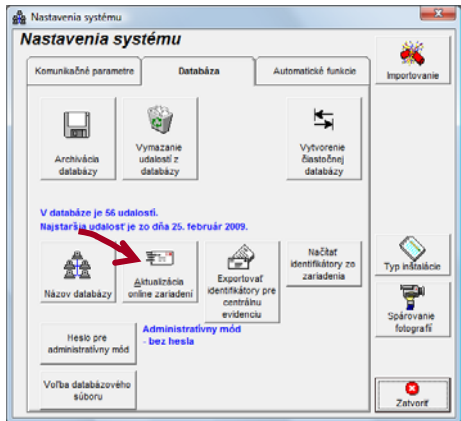 Nastavenia systému
Nastavenia systému
Komunikačné parametre
Databáza
Automatické funkcie
Importovanie
Archivácia
databázy
Vymazanie
udalostí z
databázy
Vytvorenie
čiastočnej
databázy
V databáze je 56 udalostí.
Najstaršia udalosť je zo dňa 25. február 2009.
Názov databázy
Aktualizácia
online zariadení
Exportovať
identifikátory pre
centrálnu
evidenciu
Načítať
identifikátory zo
zariadenia
Typ inštalácie
Heslo pre
administratívny mód
Administratívny mód
- bez hesla
Spárovanie
fotografií
Voľba databázového
súboru
Zatvoriť